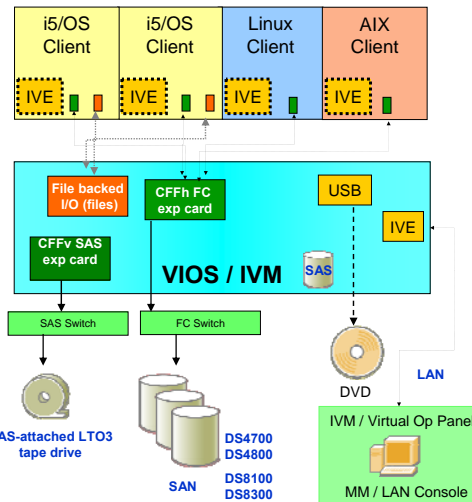 i5/OS
Client
i5/OS
Client
Linux
Client
AIX
Client
IVE
IVE
IVE
IVE
File backed
I/O (files)
CFFh FC
exp card
USB
IVE
CFFv SAS
exp card
VIOS / IVM
SAS
SAS Switch
FC Switch
DVD
LAN
AS-attached LTO3
tape drive
SAN
DS4700
DS4800
DS8100
DS8300
IVM / Virtual Op Panel
MM / LAN Console